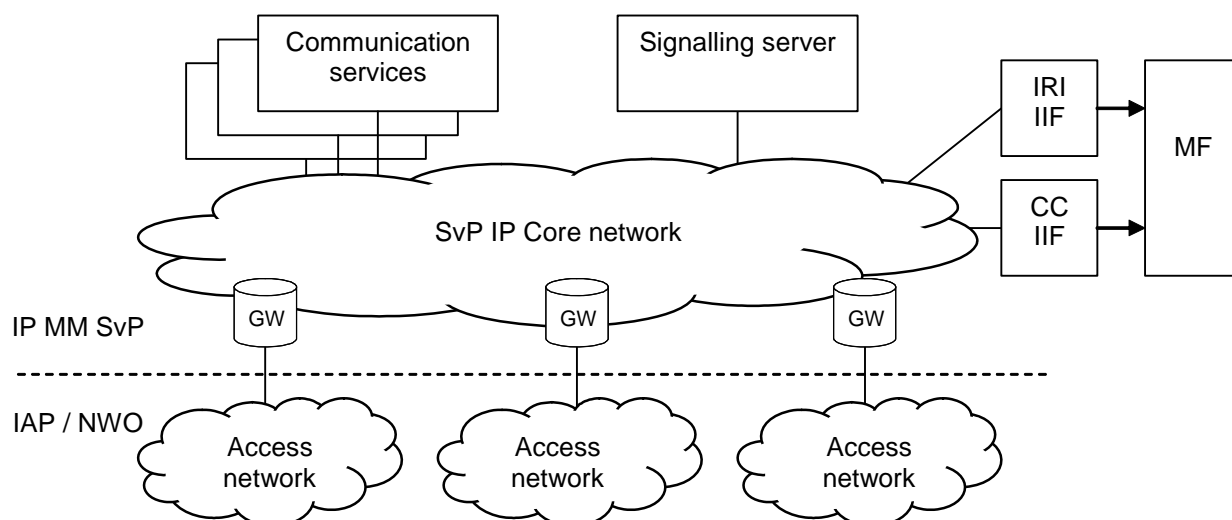 Communication
services
Signalling server
IRI
IIF
MF
CC
IIF
SvP IP Core network
GW
GW
GW
IP MM SvP
IAP / NWO
Access
network
Access
network
Access
network